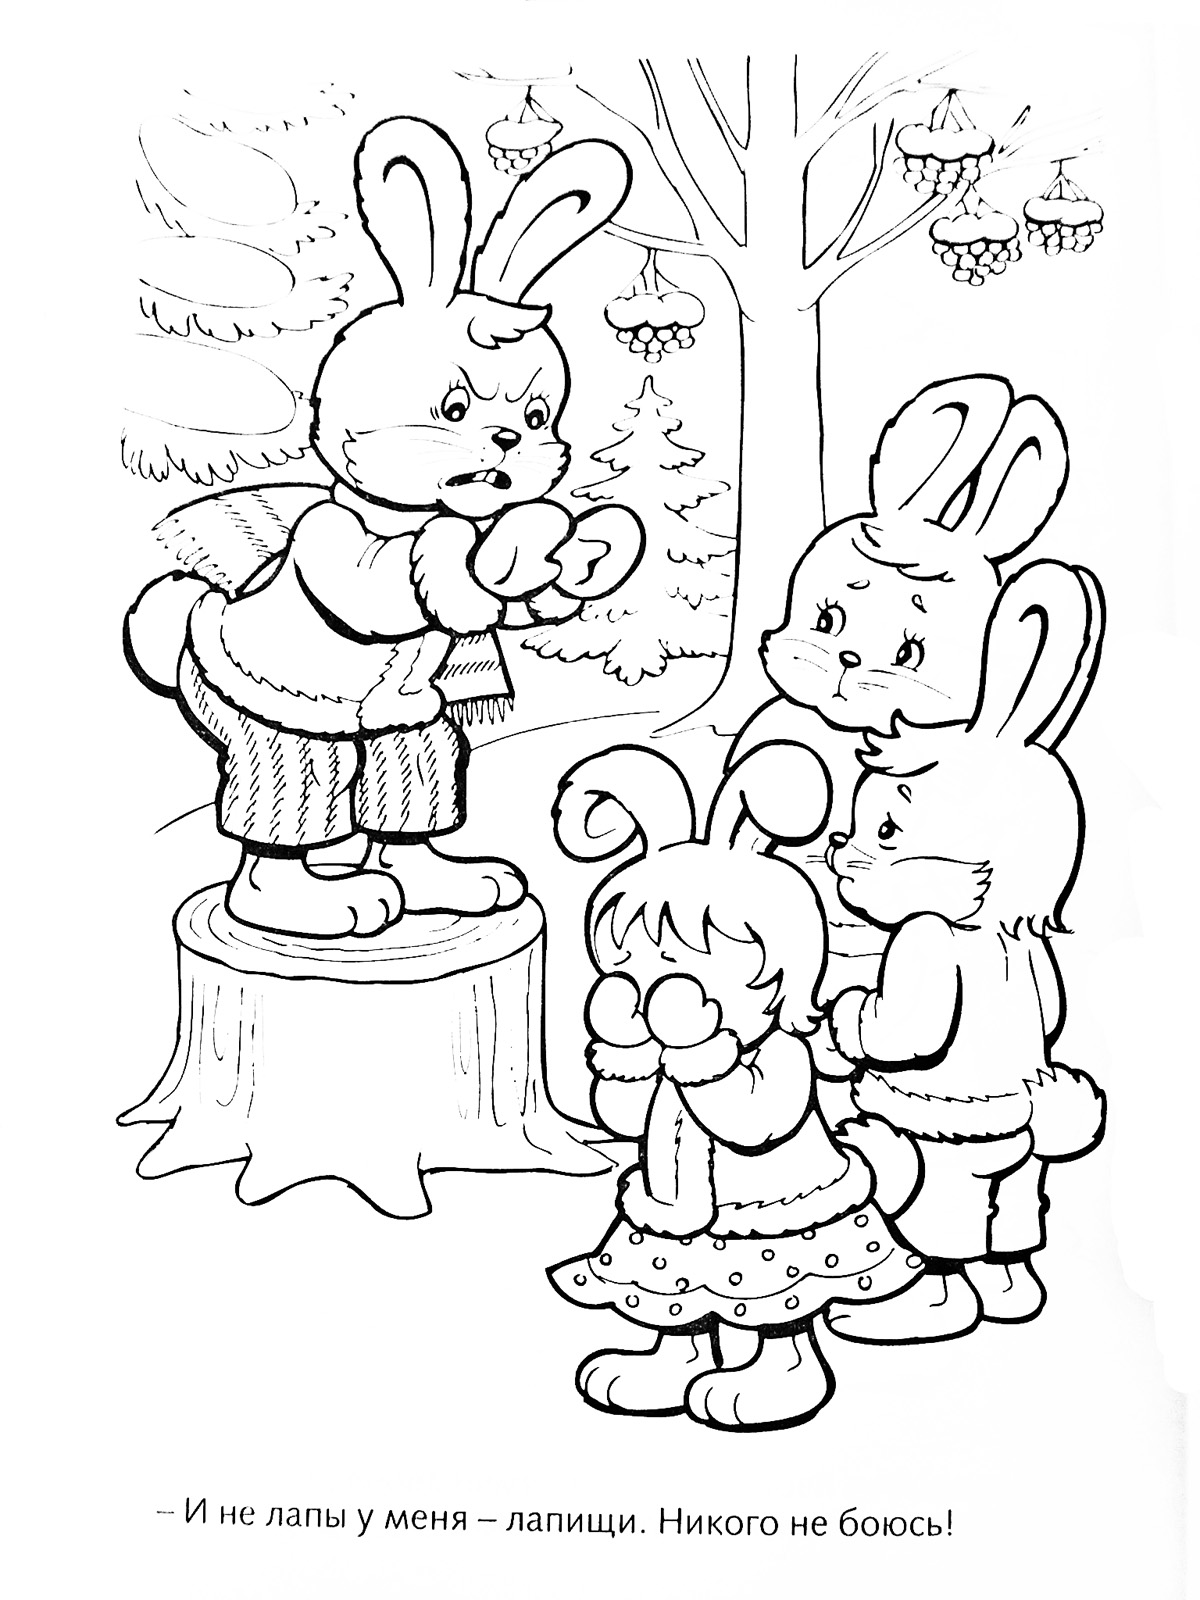 – И не лапы у меня – лапищи. Никого не боюсь!